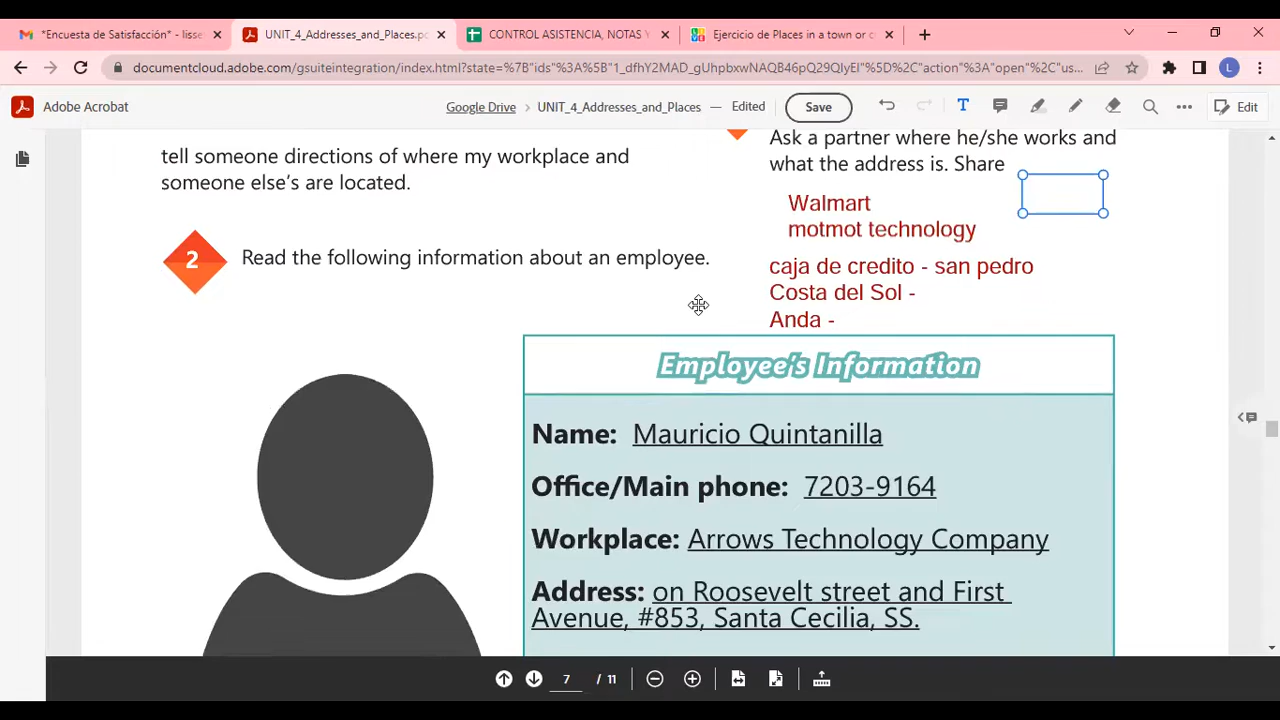 *Encuesta de Satisfacción* - lisse
UNIT_4_Addresses_and_Places.pd
CONTROL ASISTENCIA, NOTAS Y
Ejercicio de Places in a town or c
documentcloud.adobe.com/gsuiteintegration/index.html?state=%7B"ids"%3A%5B"1_dfhY2MAD_gUhpbxwNAQB46pQ29QIyEI"%5D%2C"action"%3A"open"%2C"us...
L
Adobe Acrobat
Google Drive › UNIT_4_Addresses_and_Places — Edited
Save
T
Edit
tell someone directions of where my workplace and
someone else's are located.
Ask a partner where he/she works and
what the address is. Share
Walmart
motmot technology
caja de credito - san pedro
Costa del Sol -
Anda -
2 Read the following information about an employee.
Employee's Information
Name: Mauricio Quintanilla
Office/Main phone: 7203-9164
Workplace: Arrows Technology Company
Address: on Roosevelt street and First
Avenue, #853, Santa Cecilia, SS.
7 / 11